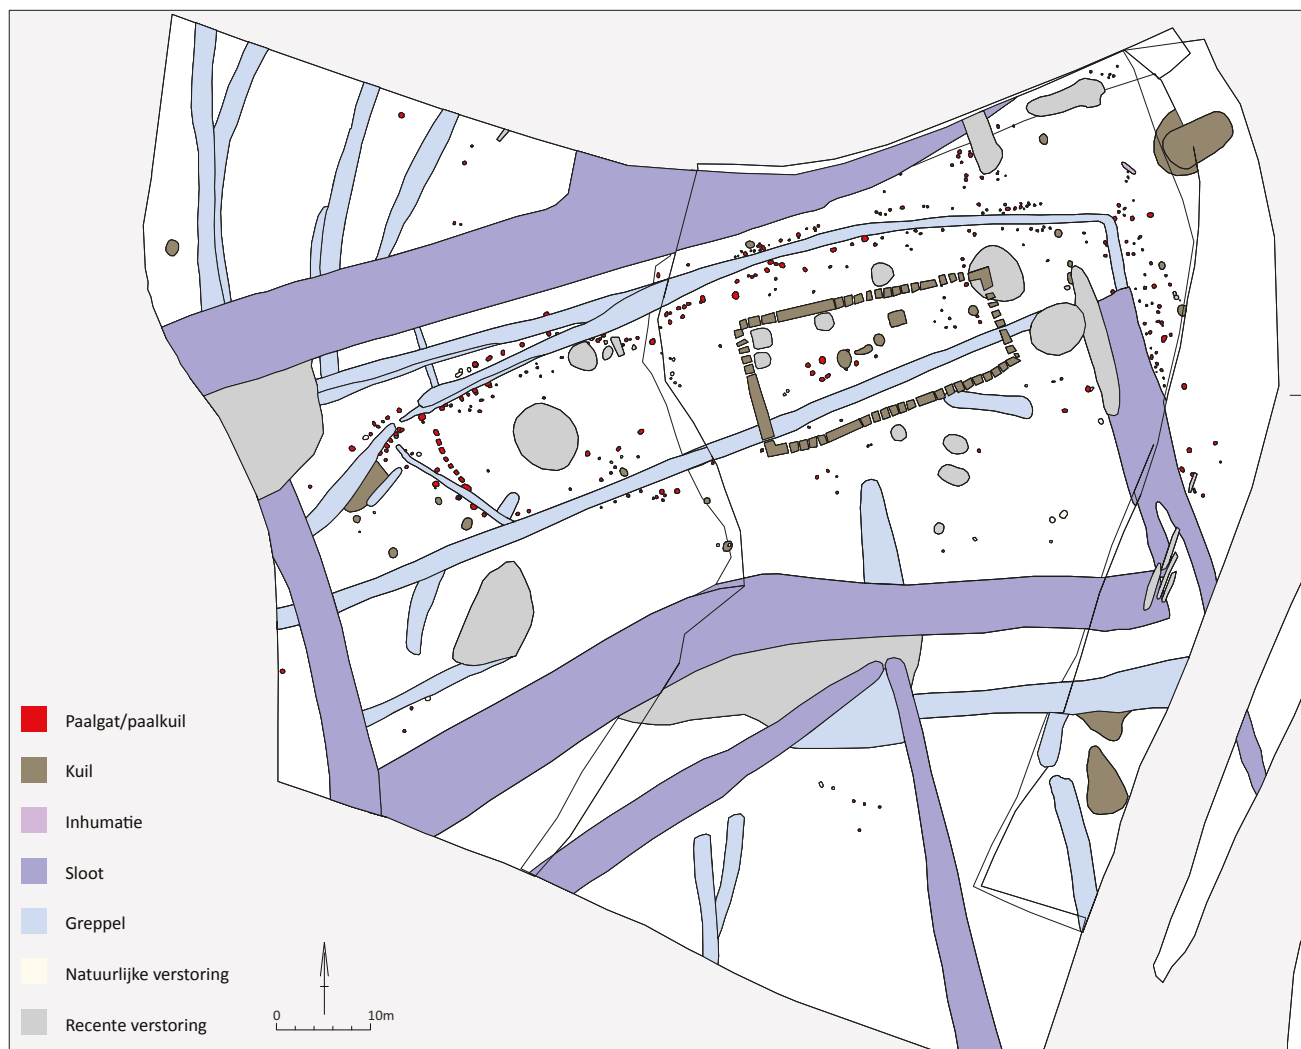 Paalgat/paalkuil
Kuil
Inhumatie
Sloot
Greppel
Natuurlijke verstoring
Recente verstoring
0 10m